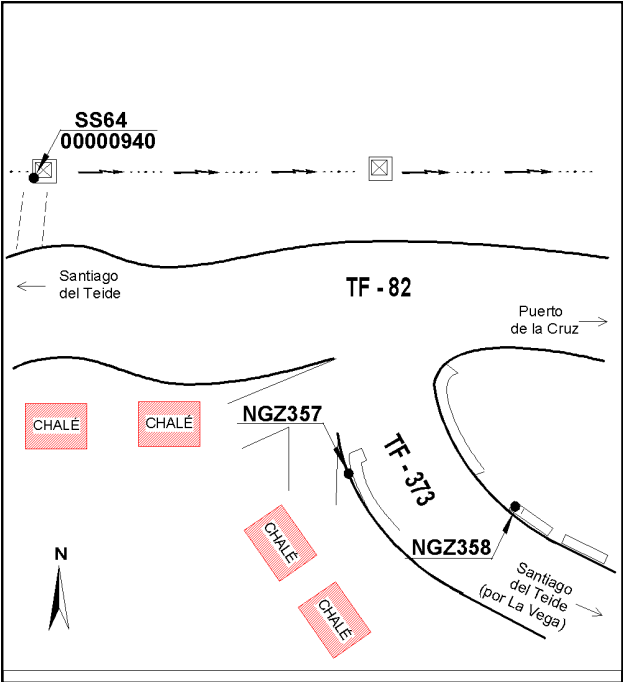 SS64
00000940
Santiago
del Teide
TF - 82
Puerto
de la Cruz
NGZ357
CHALÉ
CHALÉ
TF - 373
CHALÉ
NGZ358
N
Santiago
del Teide
(por La Vega)
CHALÉ